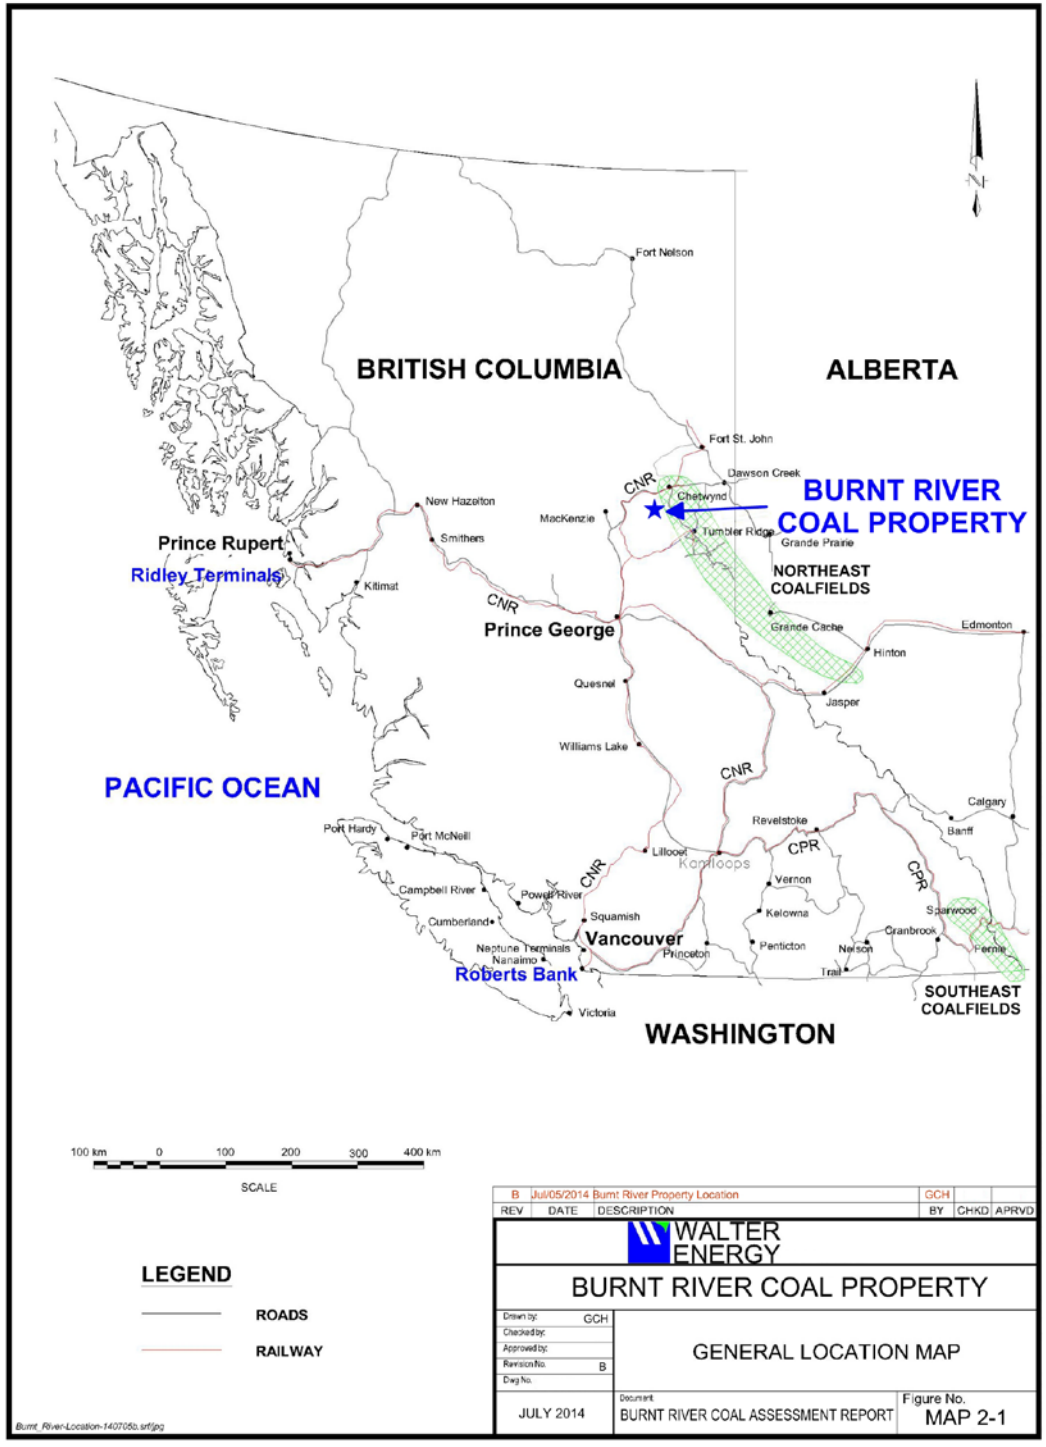 N
Fort Nelson
BRITISH COLUMBIA
ALBERTA
Fort St. John
Dawson Creek
CNR
Chetwynd
BURNT RIVER
COAL PROPERTY
New Hazelton
MacKenzie
Tumbler Ridge
Smithers
Grande Prairie
Prince Rupert
Ridley Terminals
Kitimat
NORTHEAST
COALFIELDS
CNR
Prince George
Grande Cache
Edmonton
Hinton
Quesnel
Jasper
Williams Lake
CNR
PACIFIC OCEAN
Calgary
Revelstoke
Banff
Port Hardy
Port McNeill
CPR
Lillooet
Kamloops
CNR
CPR
Vernon
Campbell River
Powell River
Sparwood
Kelowna
Squamish
Cumberland
Cranbrook
Vancouver
Neptune Terminals
Penticton
Nelson
Fernie
Princeton
Nanaimo
Roberts Bank
Trail
SOUTHEAST
COALFIELDS
Victoria
WASHINGTON
100 km 0 100 200 300 400 km
SCALE
B Jul/05/2014 Burnt River Property Location GCH
REV DATE DESCRIPTION BY CHKD APRVD
WALTER
ENERGY
LEGEND
BURNT RIVER COAL PROPERTY
ROADS
Drawn by: GCH
Checked by:
Approved by:
GENERAL LOCATION MAP
RAILWAY
Revision No. B
Dwg No.
Document:
Figure No.
JULY 2014
BURNT RIVER COAL ASSESSMENT REPORT
MAP 2-1
Burnt_River-Location-140705b.srf/jpg